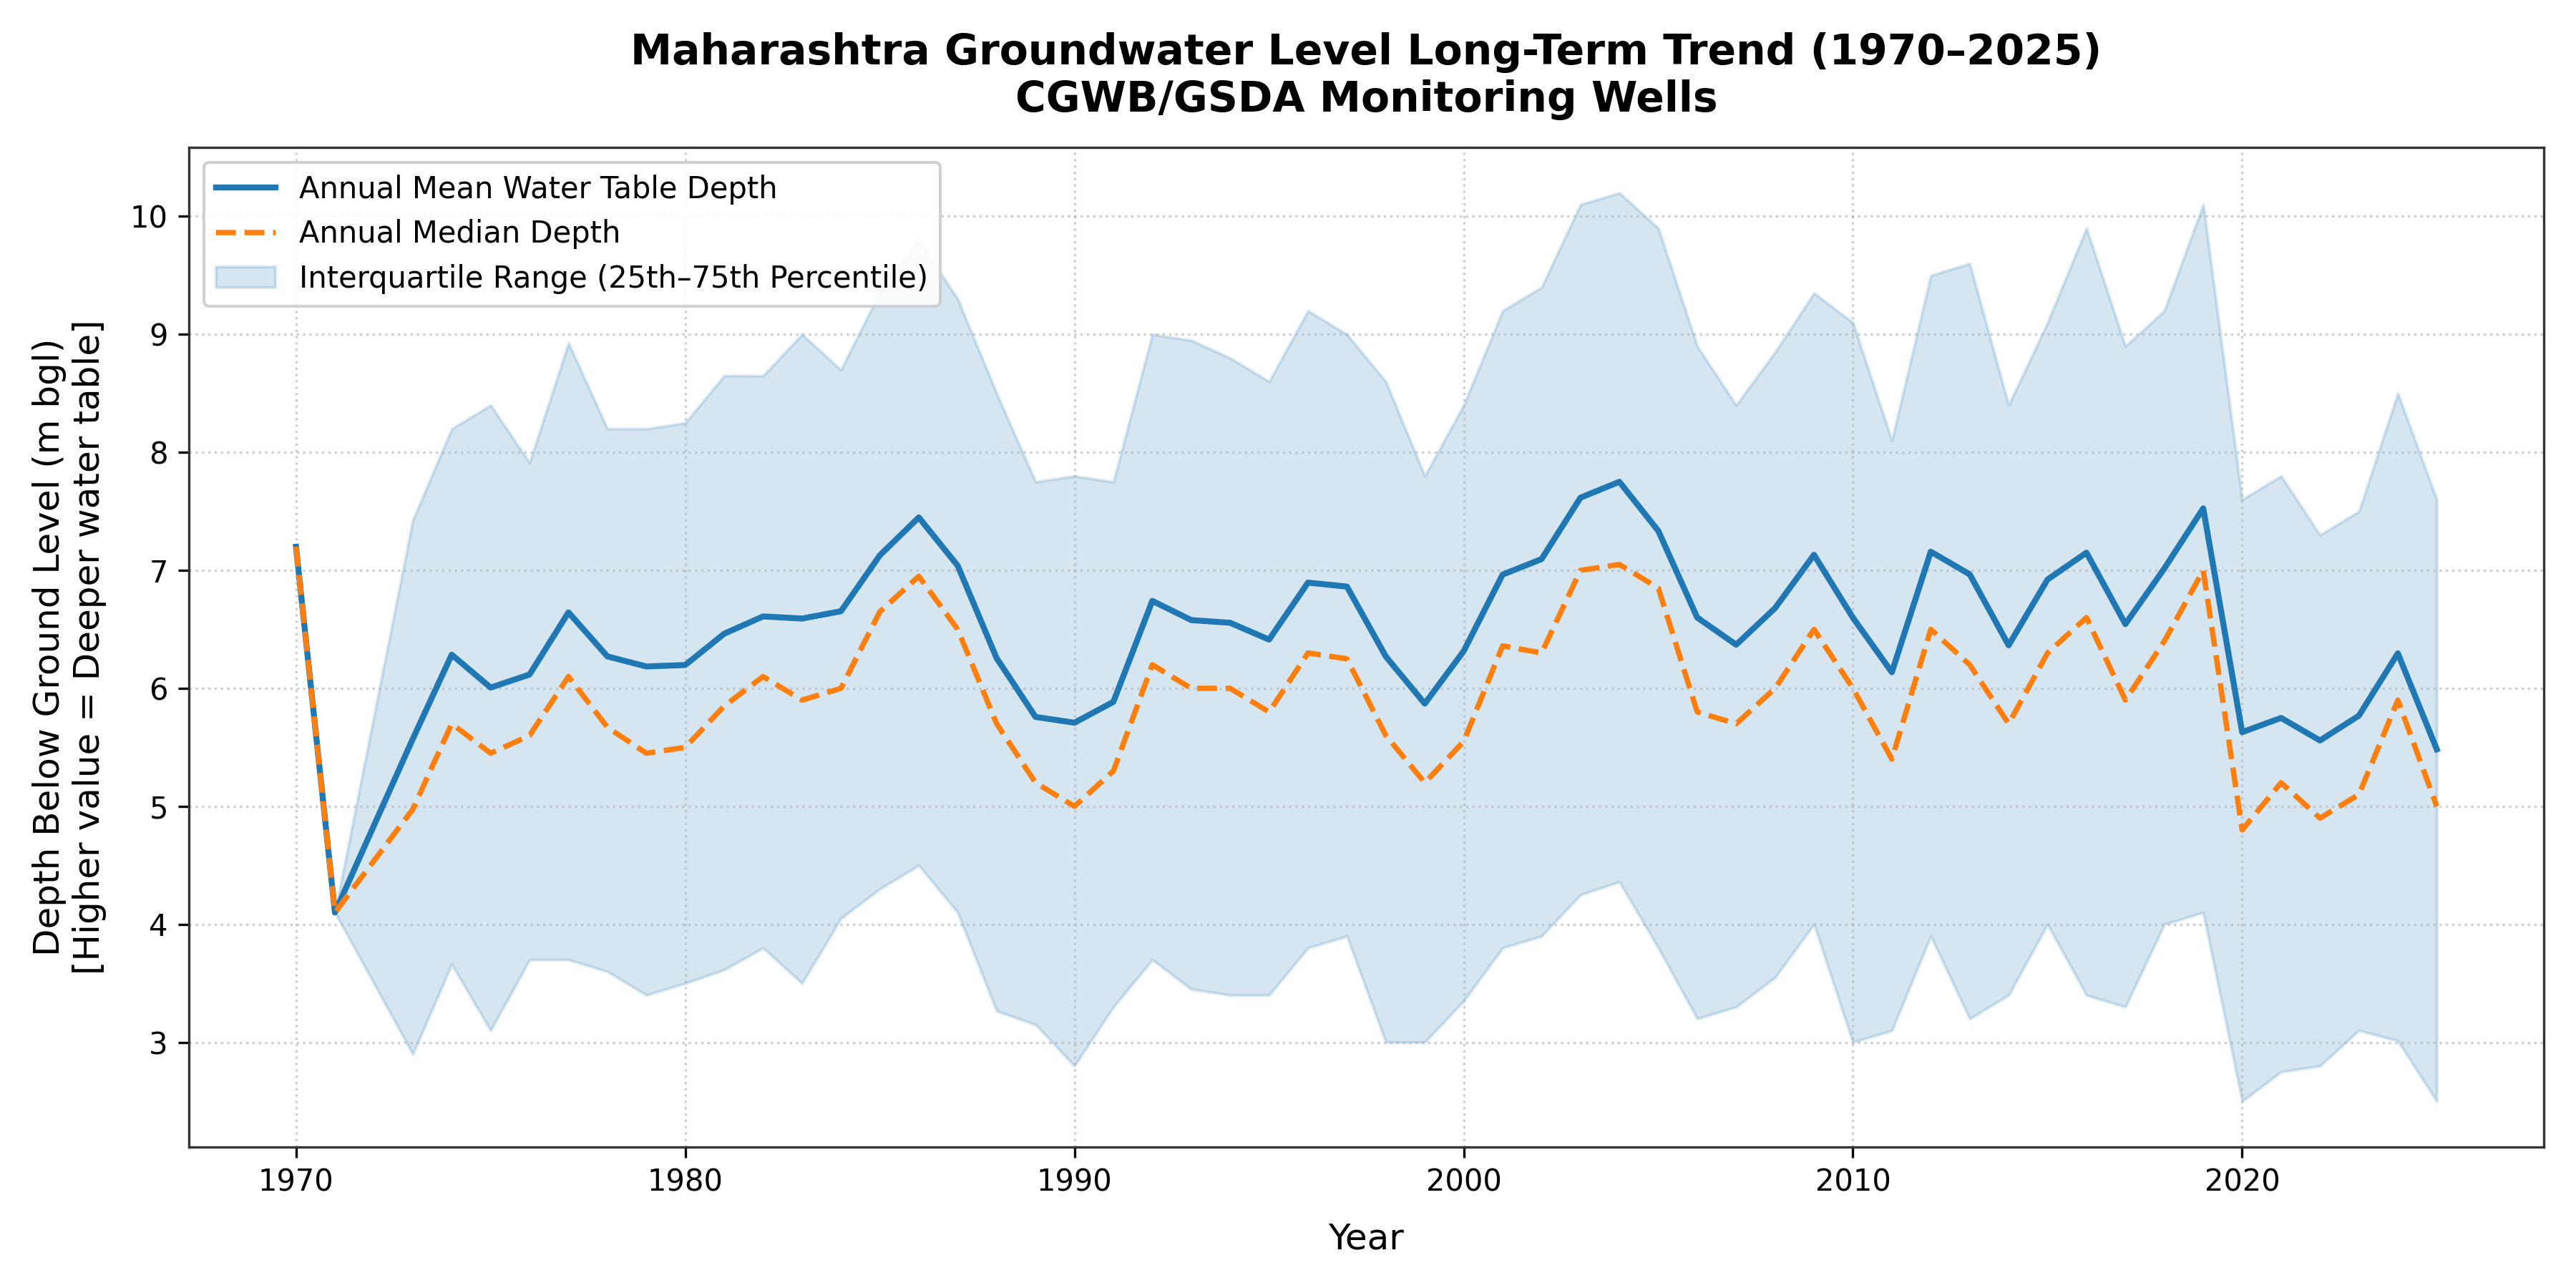 Maharashtra Groundwater Level Long-Term Trend (1970–2025)
CGWB/GSDA Monitoring Wells
Annual Mean Water Table Depth
Annual Median Depth
Interquartile Range (25th–75th Percentile)
Depth Below Ground Level (m bgl)
[Higher value = Deeper water table]
10
9
8
7
6
5
4
3
1970
1980
1990
2000
2010
2020
Year